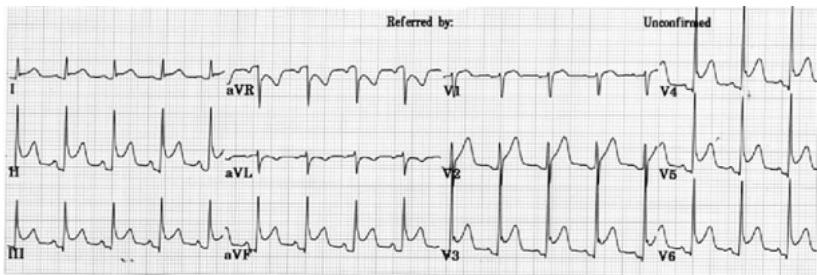 Referred by: Unconfirmed
I aVR V1 V4
II aVL V2 V5
III aVF V3 V6